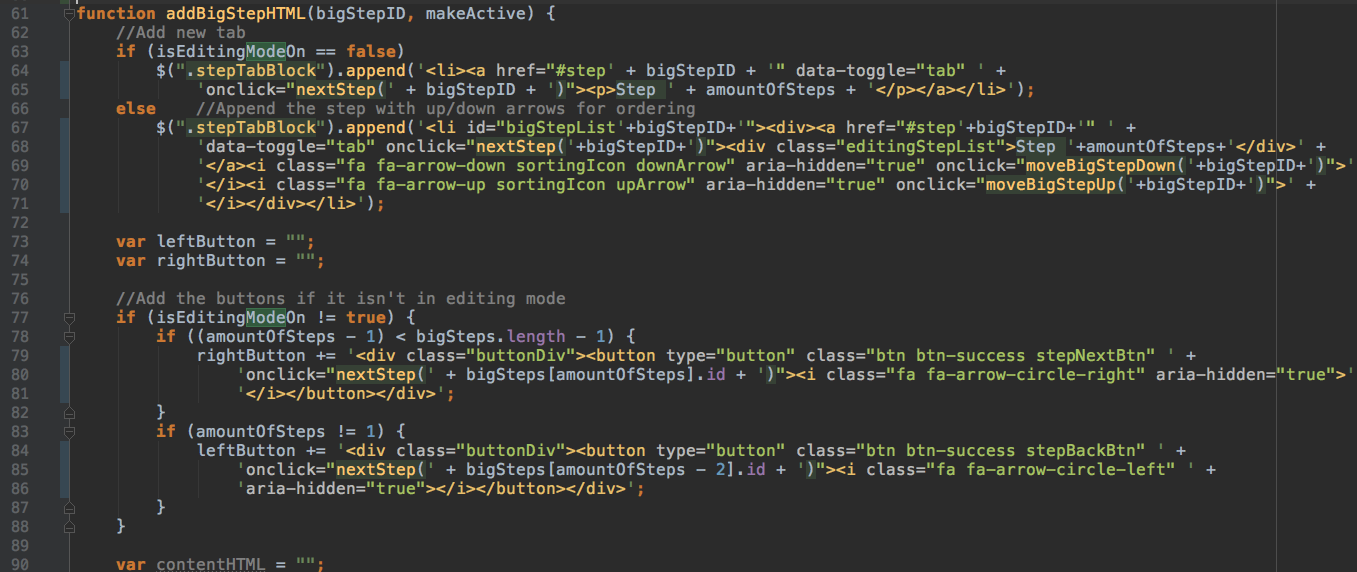 61 function addBigStepHTML(bigStepID, makeActive) {
62     //Add new tab
63     if (isEditingModeOn == false)
64         $(".stepTabBlock").append('<li><a href="#step' + bigStepID + '" data-toggle="tab" ' +
65             'onclick="nextStep(' + bigStepID + ')"><p>Step ' + amountOfSteps + '</p></a></li>');
66     else    //Append the step with up/down arrows for ordering
67         $(".stepTabBlock").append('<li id="bigStepList'+bigStepID+'"><div><a href="#step'+bigStepID+'" ' +
68             'data-toggle="tab" onclick="nextStep('+bigStepID+')"><div class="editingStepList">Step '+amountOfSteps+'</div>' +
69             '</a><i class="fa fa-arrow-down sortingIcon downArrow" aria-hidden="true" onclick="moveBigStepDown('+bigStepID+')">'
70             '</i><i class="fa fa-arrow-up sortingIcon upArrow" aria-hidden="true" onclick="moveBigStepUp('+bigStepID+')">' +
71             '</i></div></li>');
72
73     var leftButton = "";
74     var rightButton = "";
75
76     //Add the buttons if it isn't in editing mode
77     if (isEditingModeOn != true) {
78         if ((amountOfSteps - 1) < bigSteps.length - 1) {
79             rightButton += '<div class="buttonDiv"><button type="button" class="btn btn-success stepNextBtn" ' +
80                 'onclick="nextStep(' + bigSteps[amountOfSteps].id + ')"><i class="fa fa-arrow-circle-right" aria-hidden="true">'
81                 '</i></button></div>';
82         }
83         if (amountOfSteps != 1) {
84             leftButton += '<div class="buttonDiv"><button type="button" class="btn btn-success stepBackBtn" ' +
85                 'onclick="nextStep(' + bigSteps[amountOfSteps - 2].id + ')"><i class="fa fa-arrow-circle-left" ' +
86                 'aria-hidden="true"></i></button></div>';
87         }
88     }
89
90     var contentHTML = "";